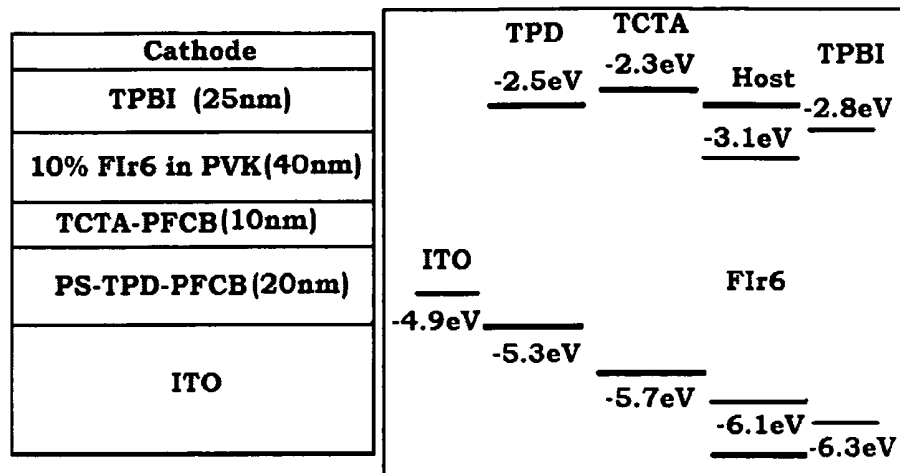 Cathode
TPBI (25nm)
10% FIr6 in PVK(40nm)
TCTA-PFCB(10nm)
PS-TPD-PFCB(20nm)
ITO
TPD
TCTA
TPBI
-2.5eV
-2.3eV
Host
-2.8eV
-3.1eV
ITO
FIr6
-4.9eV
-5.3eV
-5.7eV
-6.1eV
-6.3eV